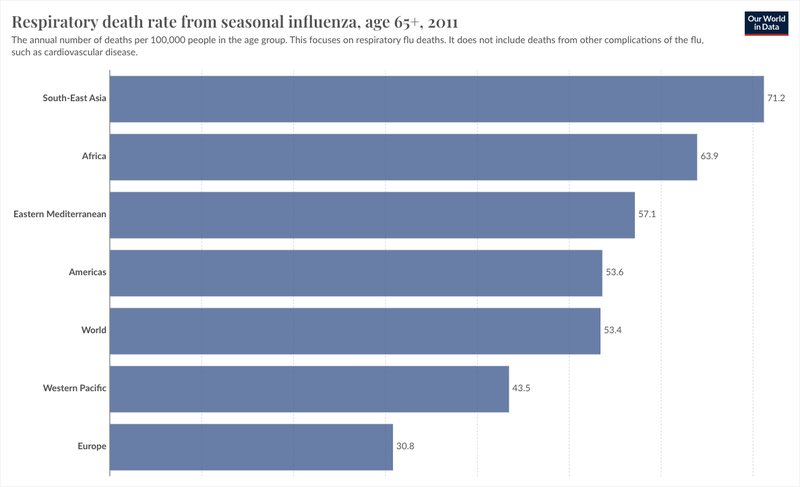 Respiratory death rate from seasonal influenza, age 65+, 2011
The annual number of deaths per 100,000 people in the age group. This focuses on respiratory flu deaths. It does not include deaths from other complications of the flu,
such as cardiovascular disease.
Our World
in Data
South-East Asia 71.2
Africa 63.9
Eastern Mediterranean 57.1
Americas 53.6
World 53.4
Western Pacific 43.5
Europe 30.8